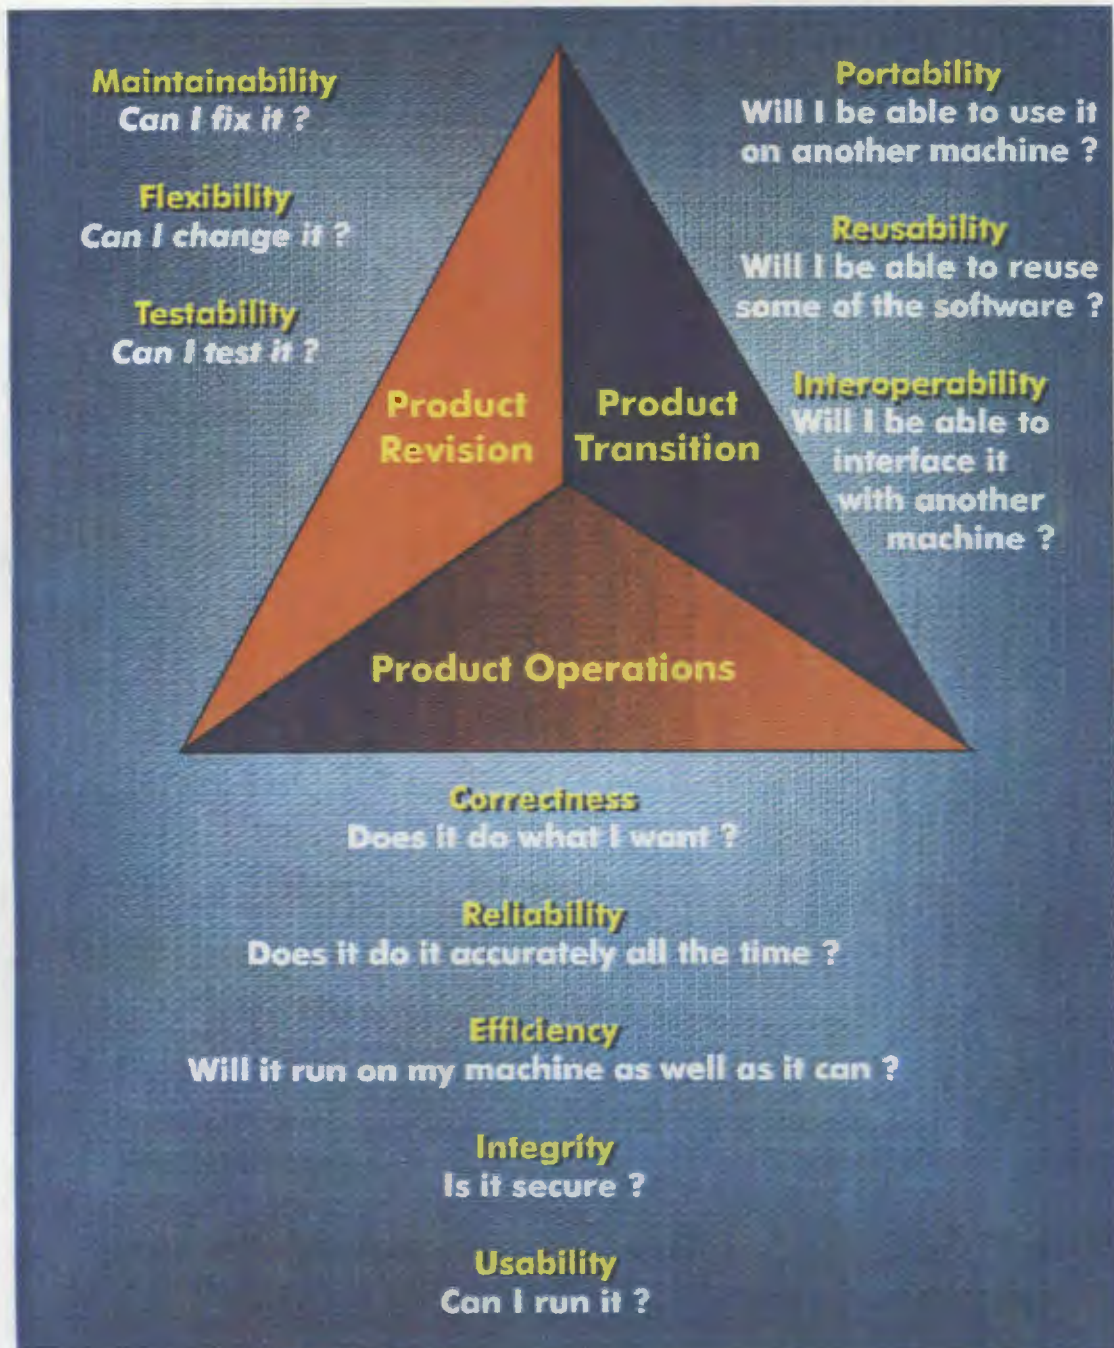 Maintainability
Can I fix it ?
Flexibility
Can I change it ?
Testability
Can I test it ?
Portability
Will I be able to use it
on another machine ?
Reusability
Will I be able to reuse
some of the software ?
Interoperability
Will I be able to
interface it
with another
machine ?
Product
Revision
Product
Transition
Product Operations
Correctness
Does it do what I want ?
Reliability
Does it do it accurately all the time ?
Efficiency
Will it run on my machine as well as it can ?
Integrity
Is it secure ?
Usability
Can I run it ?